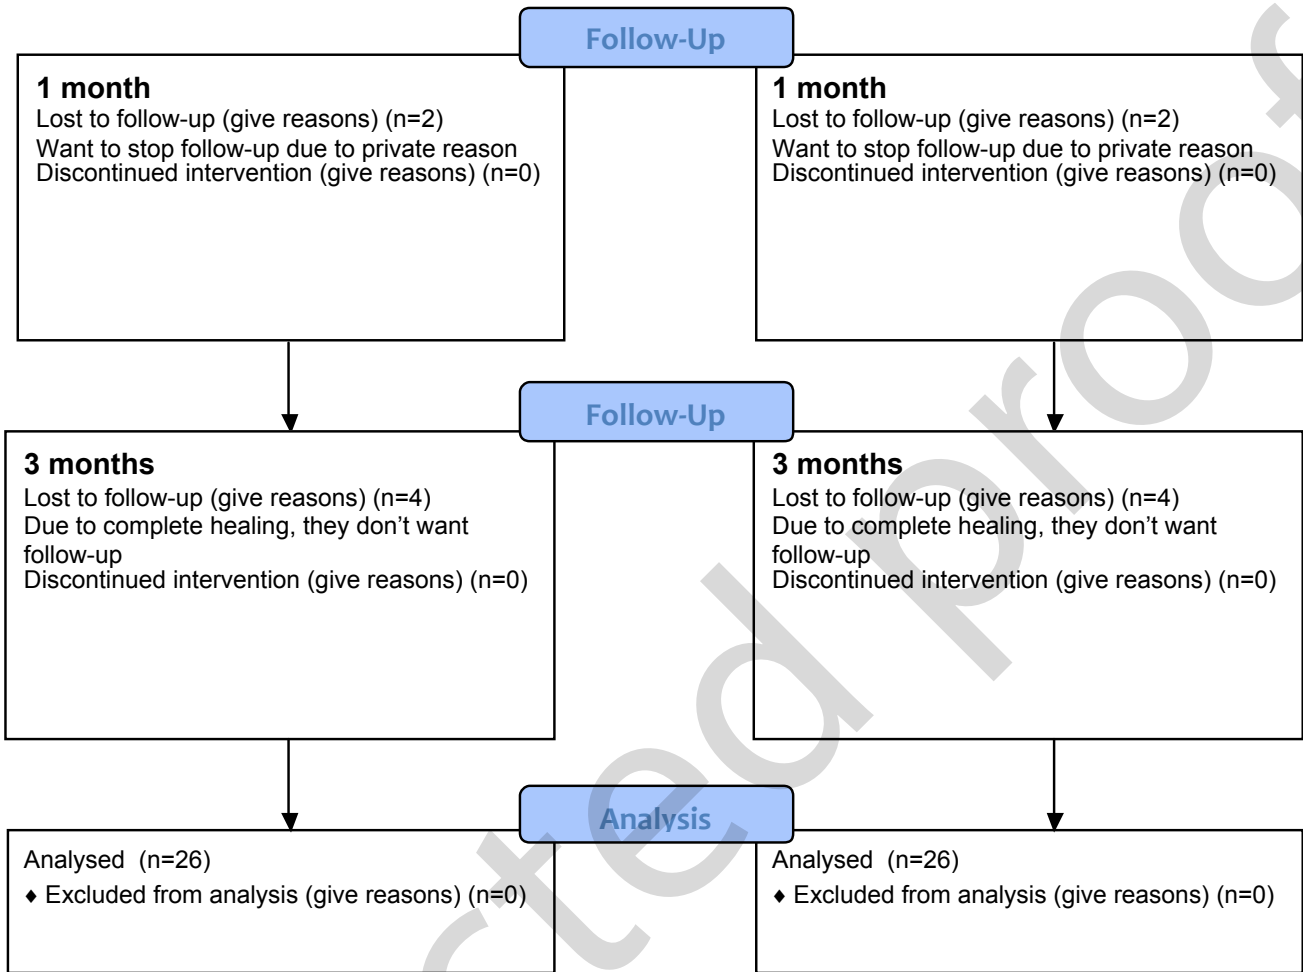 Follow-Up
1 month
Lost to follow-up (give reasons) (n=2)
Want to stop follow-up due to private reason
Discontinued intervention (give reasons) (n=0)
1 month
Lost to follow-up (give reasons) (n=2)
Want to stop follow-up due to private reason
Discontinued intervention (give reasons) (n=0)
Follow-Up
3 months
Lost to follow-up (give reasons) (n=4)
Due to complete healing, they don’t want
follow-up
Discontinued intervention (give reasons) (n=0)
3 months
Lost to follow-up (give reasons) (n=4)
Due to complete healing, they don’t want
follow-up
Discontinued intervention (give reasons) (n=0)
Analysis
Analysed (n=26)
♦ Excluded from analysis (give reasons) (n=0)
Analysed (n=26)
♦ Excluded from analysis (give reasons) (n=0)
cted proof